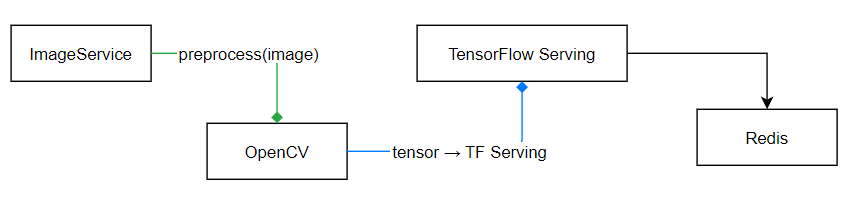 ImageService
preprocess(image)
TensorFlow Serving
OpenCV
tensor → TF Serving
Redis